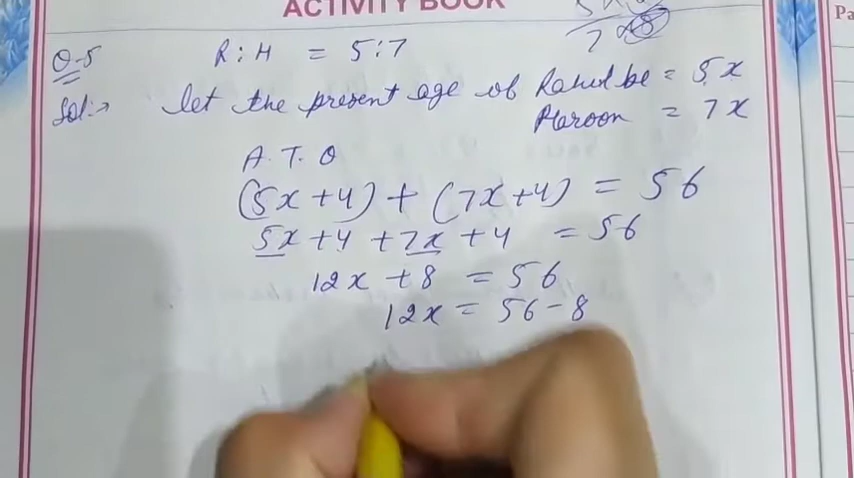 ACTIVITY BOOK
Pa
Q-5 R:H = 5:7
Sol:→ let the present age of Rahul be = 5x
Haroon = 7x
A.T.Q
(5x+4) + (7x+4) = 56
5x+4 +7x +4 = 56
12x +8 = 56
12x = 56-8